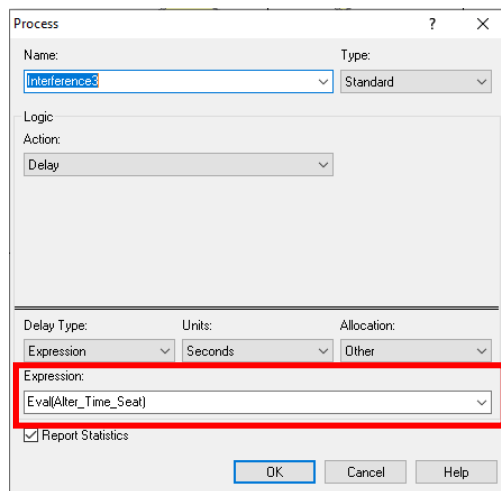 Process ? ×
Name: Type:
Interference3 Standard
Logic
Action:
Delay
Delay Type: Units: Allocation:
Expression Seconds Other
Expression:
Eval(Alter_Time_Seat)
Report Statistics
OK Cancel Help